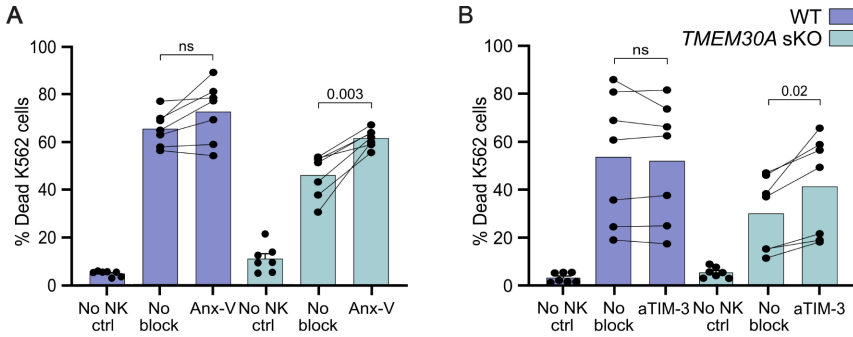 A
% Dead K562 cells
100
80
60
40
20
0
ns
0.003
No NK
ctrl
No
block
Anx-V
No NK
ctrl
No
block
Anx-V
B
WT
TMEM30A sKO
% Dead K562 cells
100
80
60
40
20
0
ns
0.02
No NK
ctrl
No
block
aTIM-3
No NK
ctrl
No
block
aTIM-3